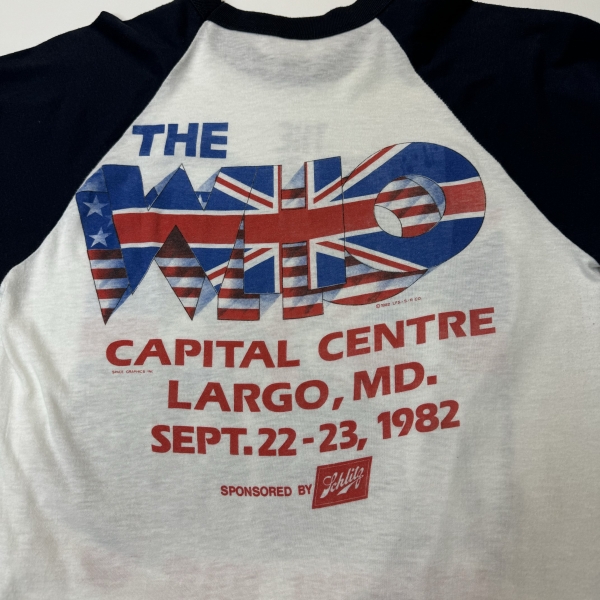 THE
WHO
CAPITAL CENTRE
LARGO, MD.
SEPT. 22-23, 1982
SPONSORED BY Schlitz